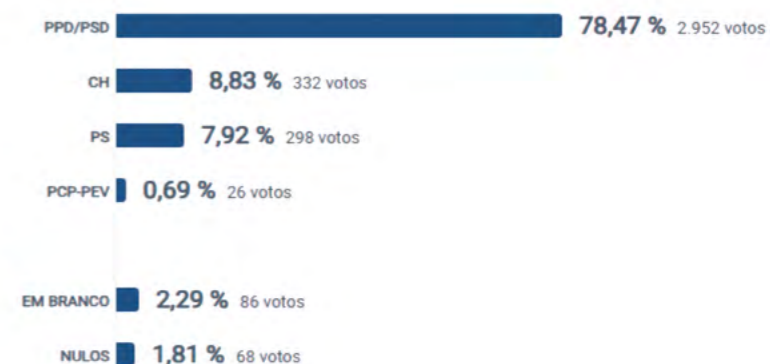 PPD/PSD 78,47 % 2.952 votos
CH 8,83 % 332 votos
PS 7,92 % 298 votos
PCP-PEV 0,69 % 26 votos
EM BRANCO 2,29 % 86 votos
NULOS 1,81 % 68 votos